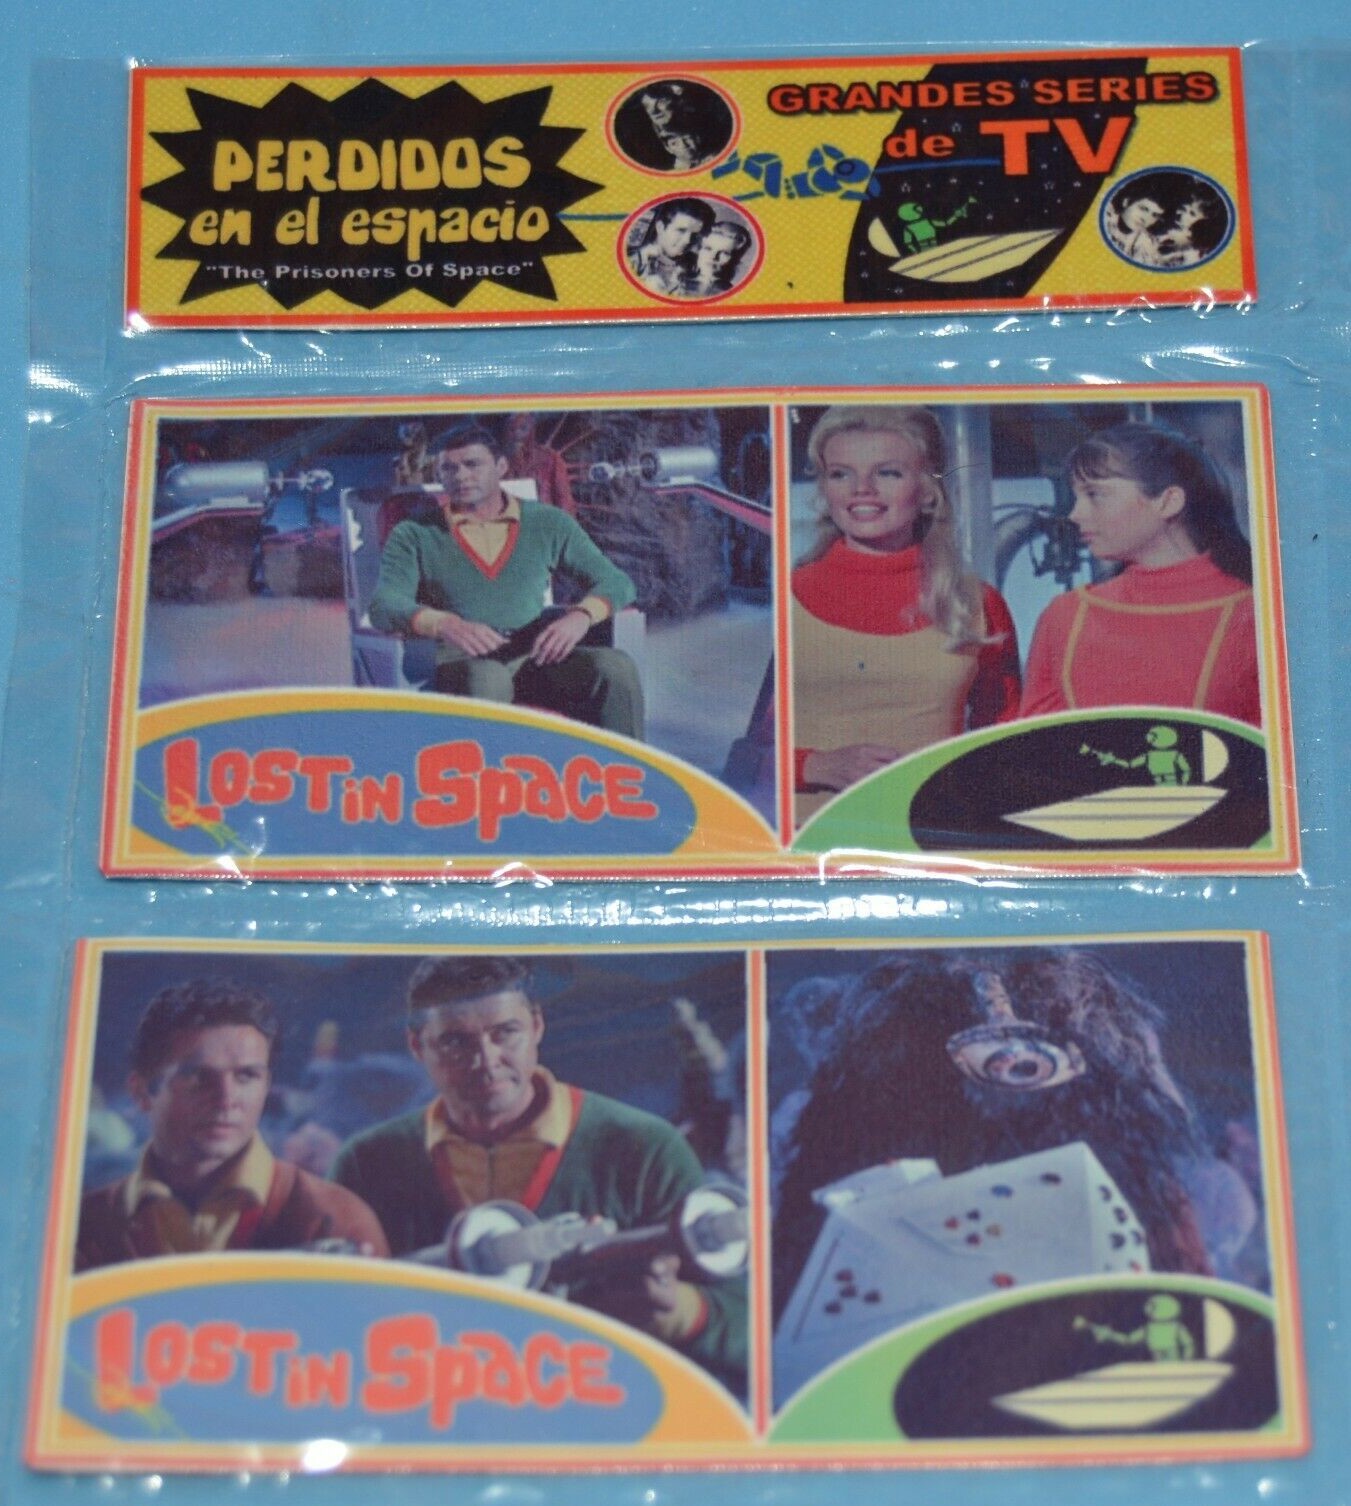 PERDIDOS
en el espacio
"The Prisoners Of Space"
GRANDES SERIES
de TV
LOST in SPACE
LOST in SPACE